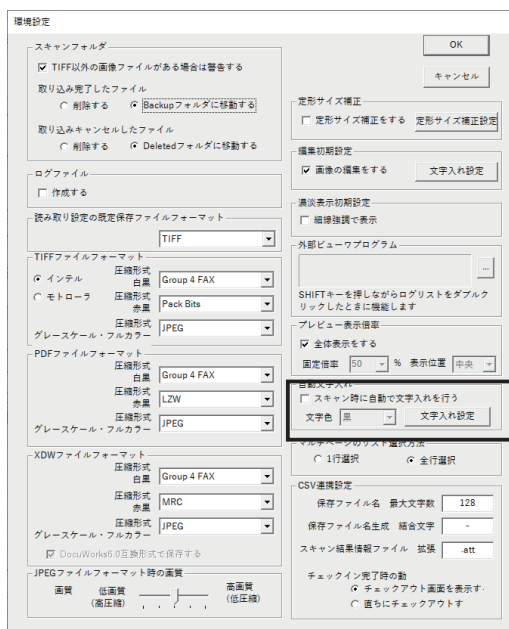 環境設定
スキャンフォルダ
TIFF以外の画像ファイルがある場合は警告する
取り込み完了したファイル
削除する Backupフォルダに移動する
取り込みキャンセルしたファイル
削除する Deletedフォルダに移動する
ログファイル
作成する
読み取り設定の既定保存ファイルフォーマット
TIFF
TIFFファイルフォーマット
インテル
モトローラ
圧縮形式
白黒 Group 4 FAX
圧縮形式
赤黒 Pack Bits
圧縮形式
グレースケール・フルカラー JPEG
PDFファイルフォーマット
圧縮形式
白黒 Group 4 FAX
圧縮形式
赤黒 LZW
圧縮形式
グレースケール・フルカラー JPEG
XDWファイルフォーマット
圧縮形式
白黒 Group 4 FAX
圧縮形式
赤黒 MRC
圧縮形式
グレースケール・フルカラー JPEG
DocuWorks6.0互換形式で保存する
JPEGファイルフォーマット時の画質
画質 低画質 高画質
(高圧縮) (低圧縮)
OK
キャンセル
定形サイズ補正
定形サイズ補正をする 定形サイズ補正設定
編集初期設定
画像の編集をする 文字入れ設定
濃淡表示初期設定
細線強調で表示
外部ビューワプログラム
...
SHIFTキーを押しながらログリストをダブルク
リックしたときに機能します
プレビュー表示倍率
全体表示をする
固定倍率 50 % 表示位置 中央
自動文字入れ
スキャン時に自動で文字入れを行う
文字色 黒 文字入れ設定
マルチページのリスト選択方法
1行選択 全行選択
CSV連携設定
保存ファイル名 最大文字数 128
保存ファイル名生成 結合文字 -
スキャン結果情報ファイル 拡張 .att
チェックイン完了時の動
チェックアウト画面を表示す
直ちにチェックアウトす